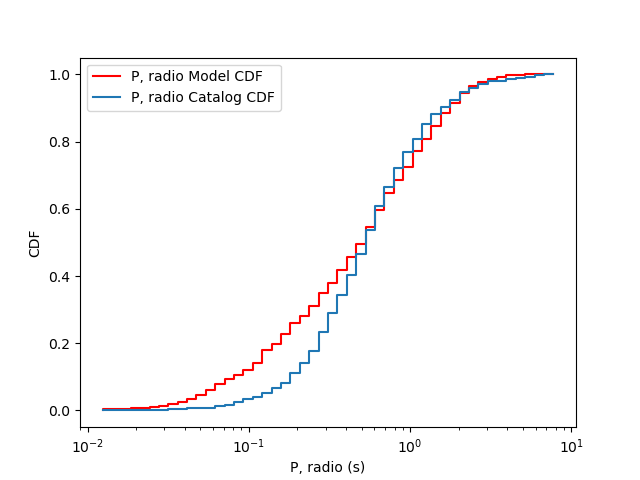 P, radio Model CDF
P, radio Catalog CDF
1.0
0.8
0.6
0.4
0.2
0.0
CDF
10⁻² 10⁻¹ 10⁰ 10¹
P, radio (s)